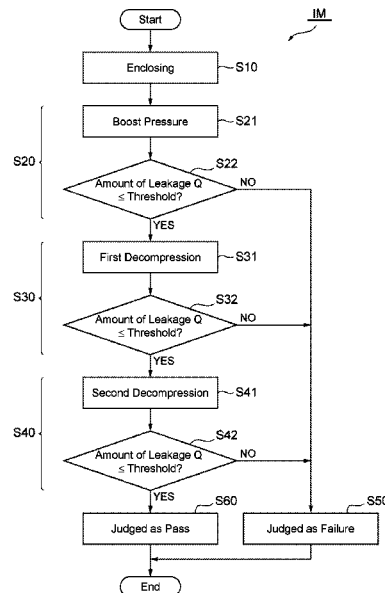 Start
IM
Enclosing
S10
Boost Pressure
S21
S20
S22
Amount of Leakage Q
≤ Threshold?
NO
YES
First Decompression
S31
S30
S32
Amount of Leakage Q
≤ Threshold?
NO
YES
Second Decompression
S41
S40
S42
Amount of Leakage Q
≤ Threshold?
NO
YES
S60
S50
Judged as Pass
Judged as Failure
End